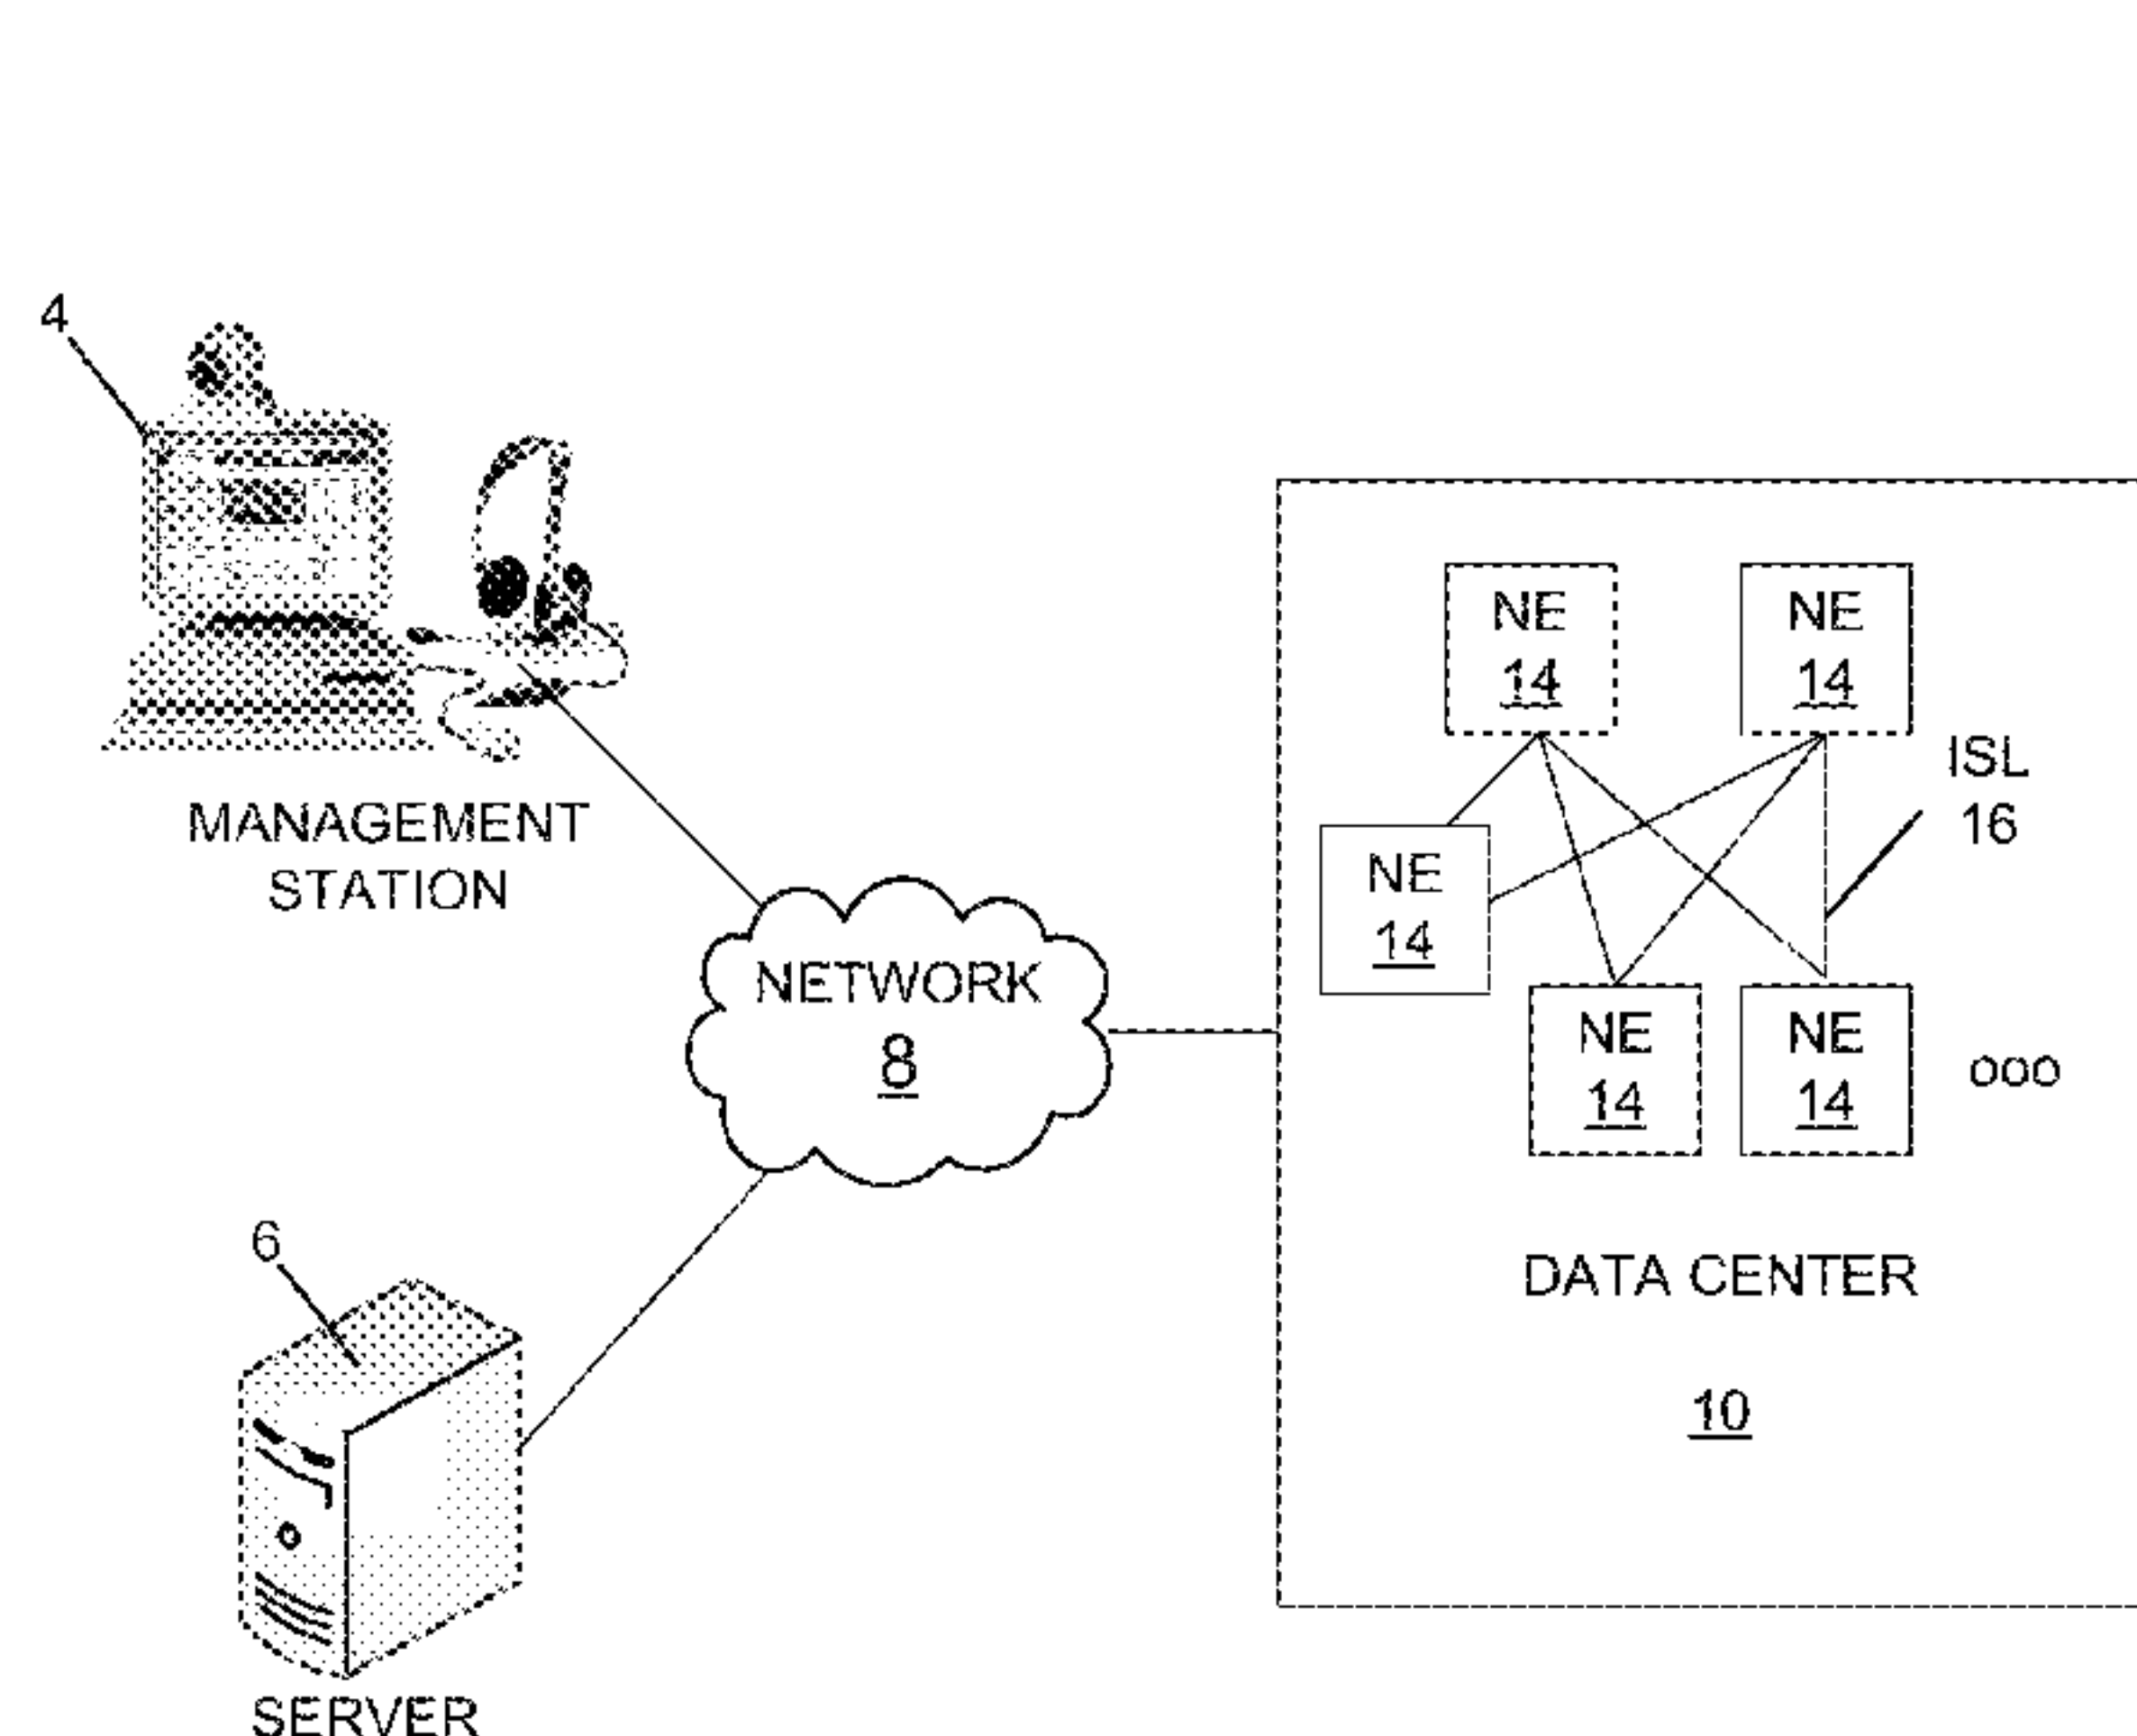 4
MANAGEMENT
STATION
NETWORK
8
6
SERVER
NE
14
NE
14
ISL
16
NE
14
NE
14
NE
14
ooo
DATA CENTER
10